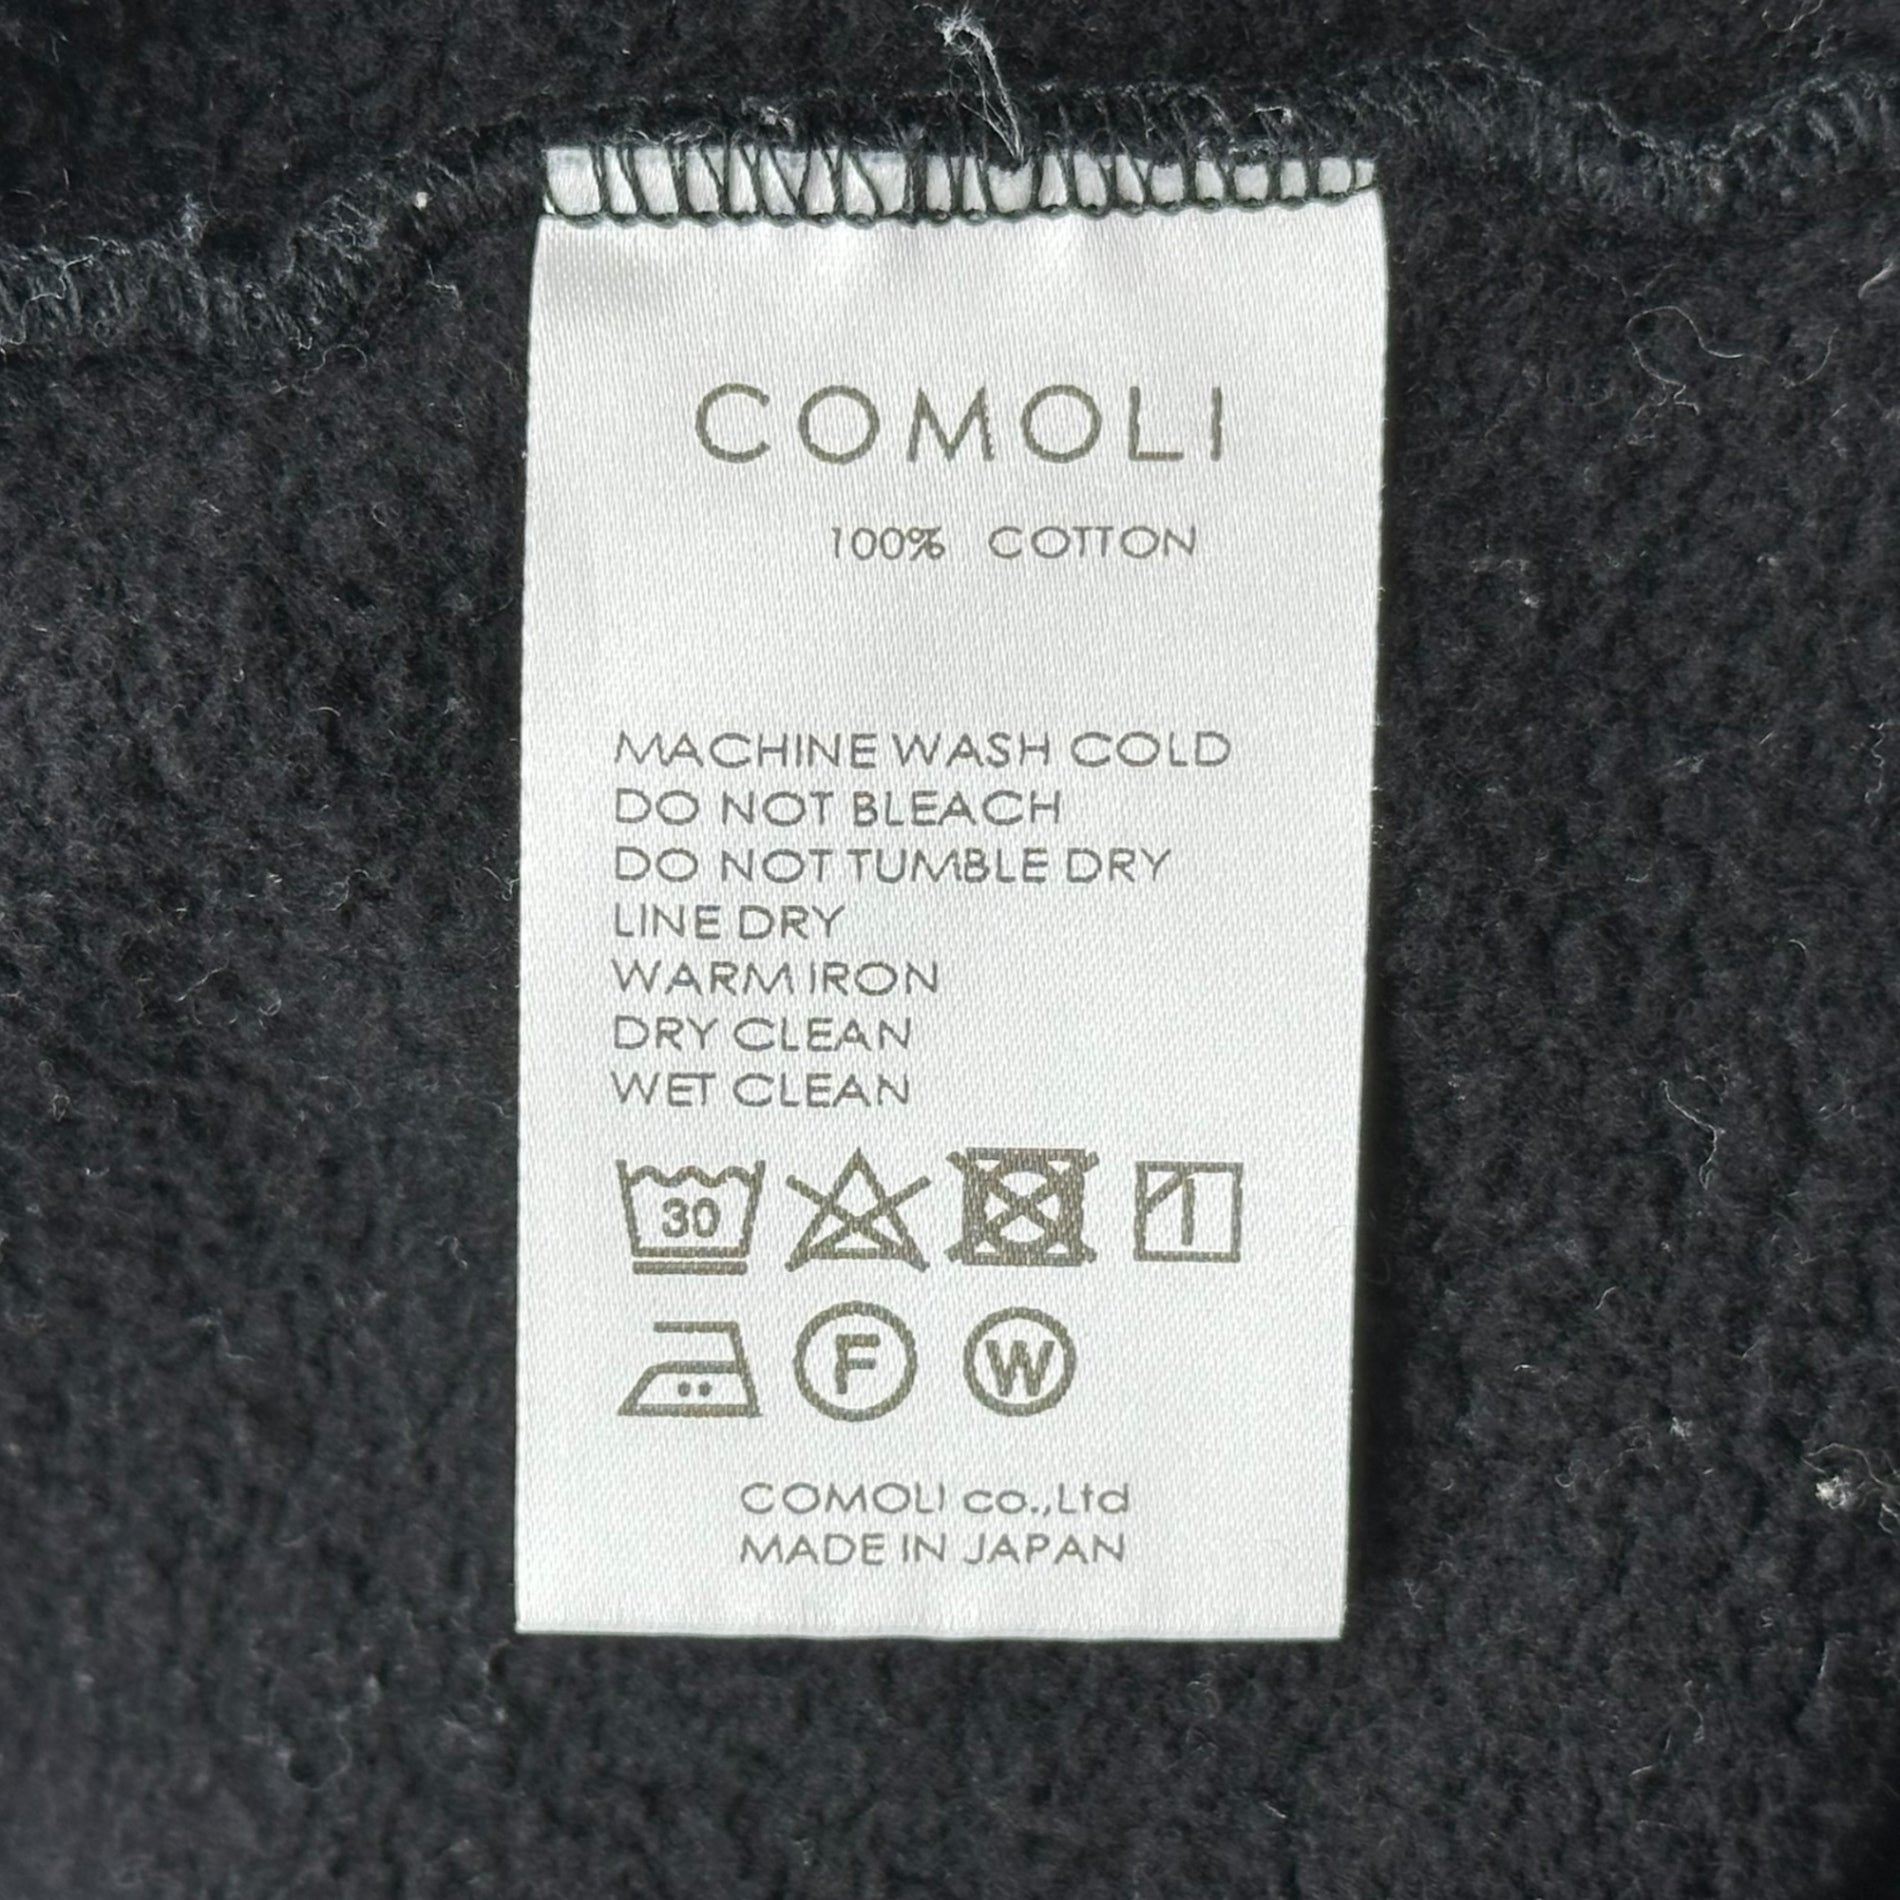 COMOLI
100% COTTON
MACHINE WASH COLD
DO NOT BLEACH
DO NOT TUMBLE DRY
LINE DRY
WARM IRON
DRY CLEAN
WET CLEAN
30
F W
COMOLI co.,Ltd
MADE IN JAPAN